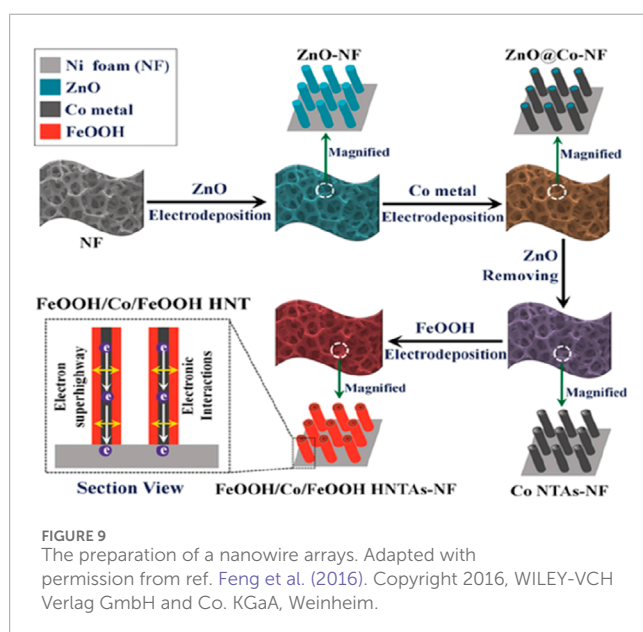 Ni foam (NF)
ZnO
Co metal
FeOOH
ZnO-NF
ZnO@Co-NF
Magnified
Magnified
NF
ZnO
Electrodeposition
Co metal
Electrodeposition
ZnO
Removing
FeOOH/Co/FeOOH HNT
FeOOH
Electrodeposition
Electron
superhighway
e
e
e
e
e
e
Electronic
Interactions
Section View
Magnified
Magnified
FeOOH/Co/FeOOH HNTAs-NF
Co NTAs-NF
FIGURE 9
The preparation of a nanowire arrays. Adapted with
permission from ref. Feng et al. (2016). Copyright 2016, WILEY-VCH
Verlag GmbH and Co. KGaA, Weinheim.